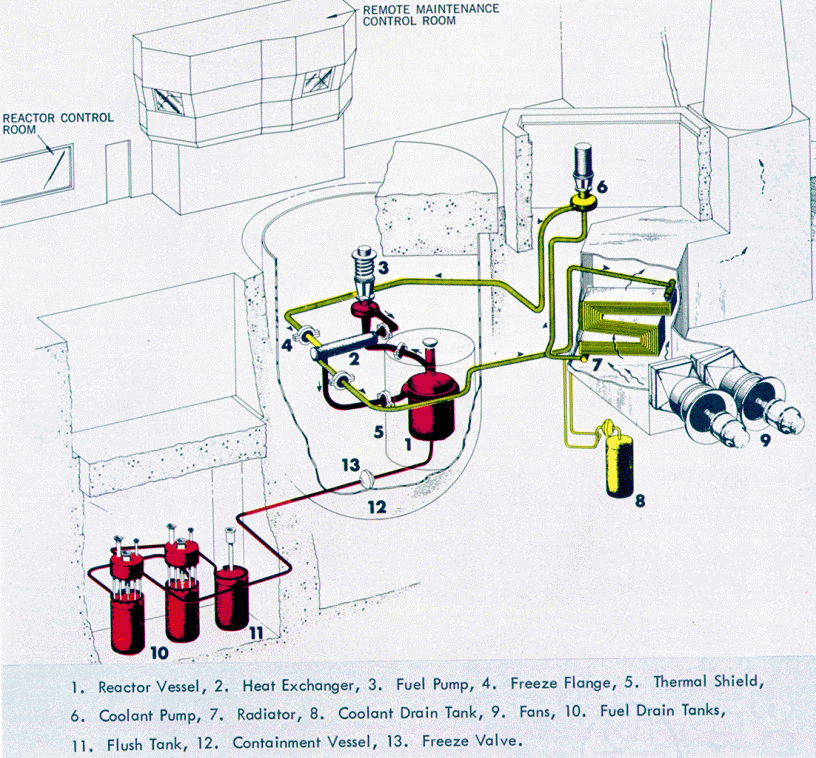 REMOTE MAINTENANCE
CONTROL ROOM
REACTOR CONTROL
ROOM
6
3
4
2
7
5
1
9
13
8
12
11
10
1. Reactor Vessel, 2. Heat Exchanger, 3. Fuel Pump, 4. Freeze Flange, 5. Thermal Shield,
6. Coolant Pump, 7. Radiator, 8. Coolant Drain Tank, 9. Fans, 10. Fuel Drain Tanks,
11. Flush Tank, 12. Containment Vessel, 13. Freeze Valve.